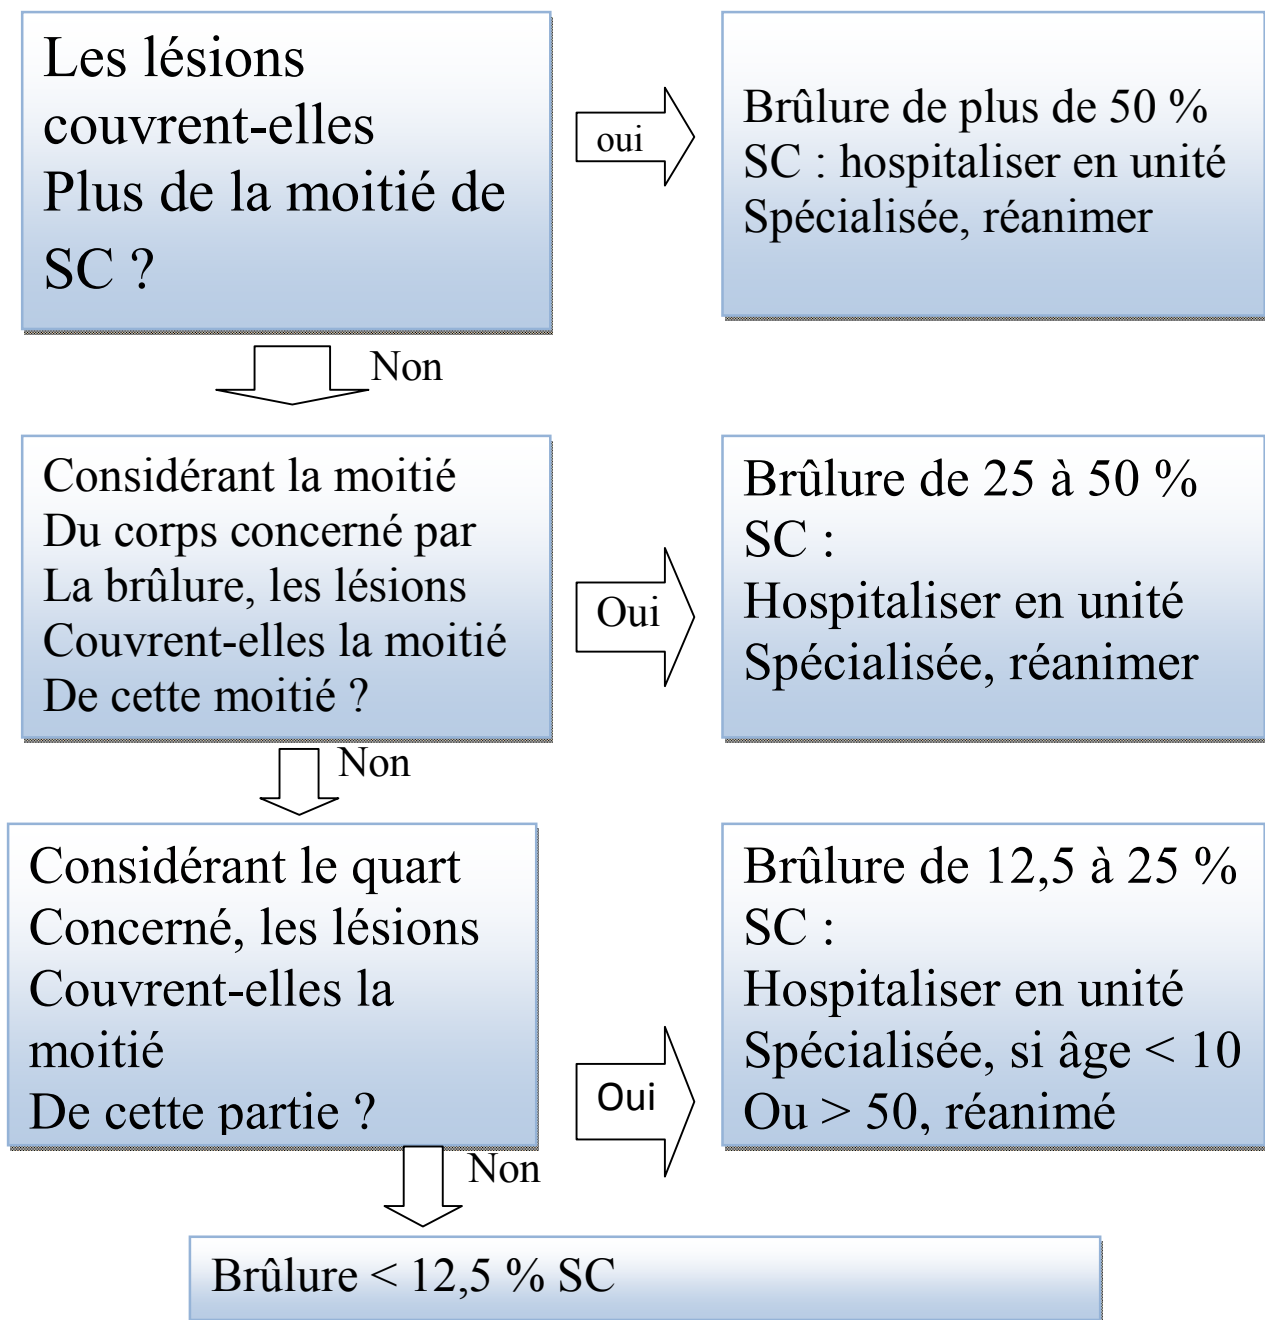 Les lésions
couvrent-elles
Plus de la moitié de
SC ?
oui
Brûlure de plus de 50 %
SC : hospitaliser en unité
Spécialisée, réanimer
Non
Considérant la moitié
Du corps concerné par
La brûlure, les lésions
Couvrent-elles la moitié
De cette moitié ?
Oui
Brûlure de 25 à 50 %
SC :
Hospitaliser en unité
Spécialisée, réanimer
Non
Considérant le quart
Concerné, les lésions
Couvrent-elles la
moitié
De cette partie ?
Oui
Brûlure de 12,5 à 25 %
SC :
Hospitaliser en unité
Spécialisée, si âge < 10
Ou > 50, réanimé
Non
Brûlure < 12,5 % SC